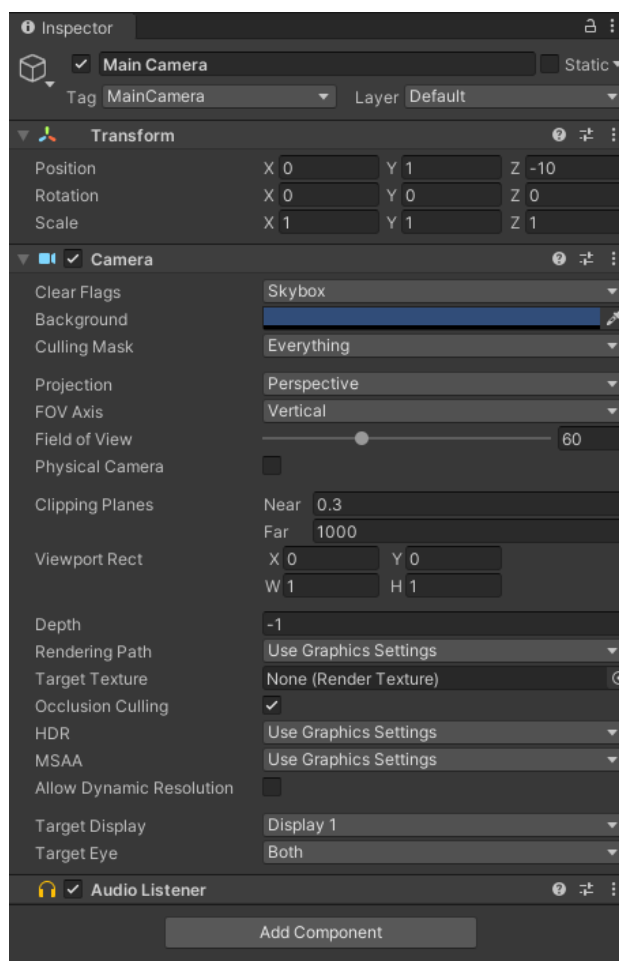 Inspector
Main Camera Static
Tag MainCamera Layer Default
Transform
Position X 0 Y 1 Z -10
Rotation X 0 Y 0 Z 0
Scale X 1 Y 1 Z 1
Camera
Clear Flags Skybox
Background
Culling Mask Everything
Projection Perspective
FOV Axis Vertical
Field of View 60
Physical Camera
Clipping Planes Near 0.3
Far 1000
Viewport Rect X 0 Y 0
W 1 H 1
Depth -1
Rendering Path Use Graphics Settings
Target Texture None (Render Texture)
Occlusion Culling
HDR Use Graphics Settings
MSAA Use Graphics Settings
Allow Dynamic Resolution
Target Display Display 1
Target Eye Both
Audio Listener
Add Component